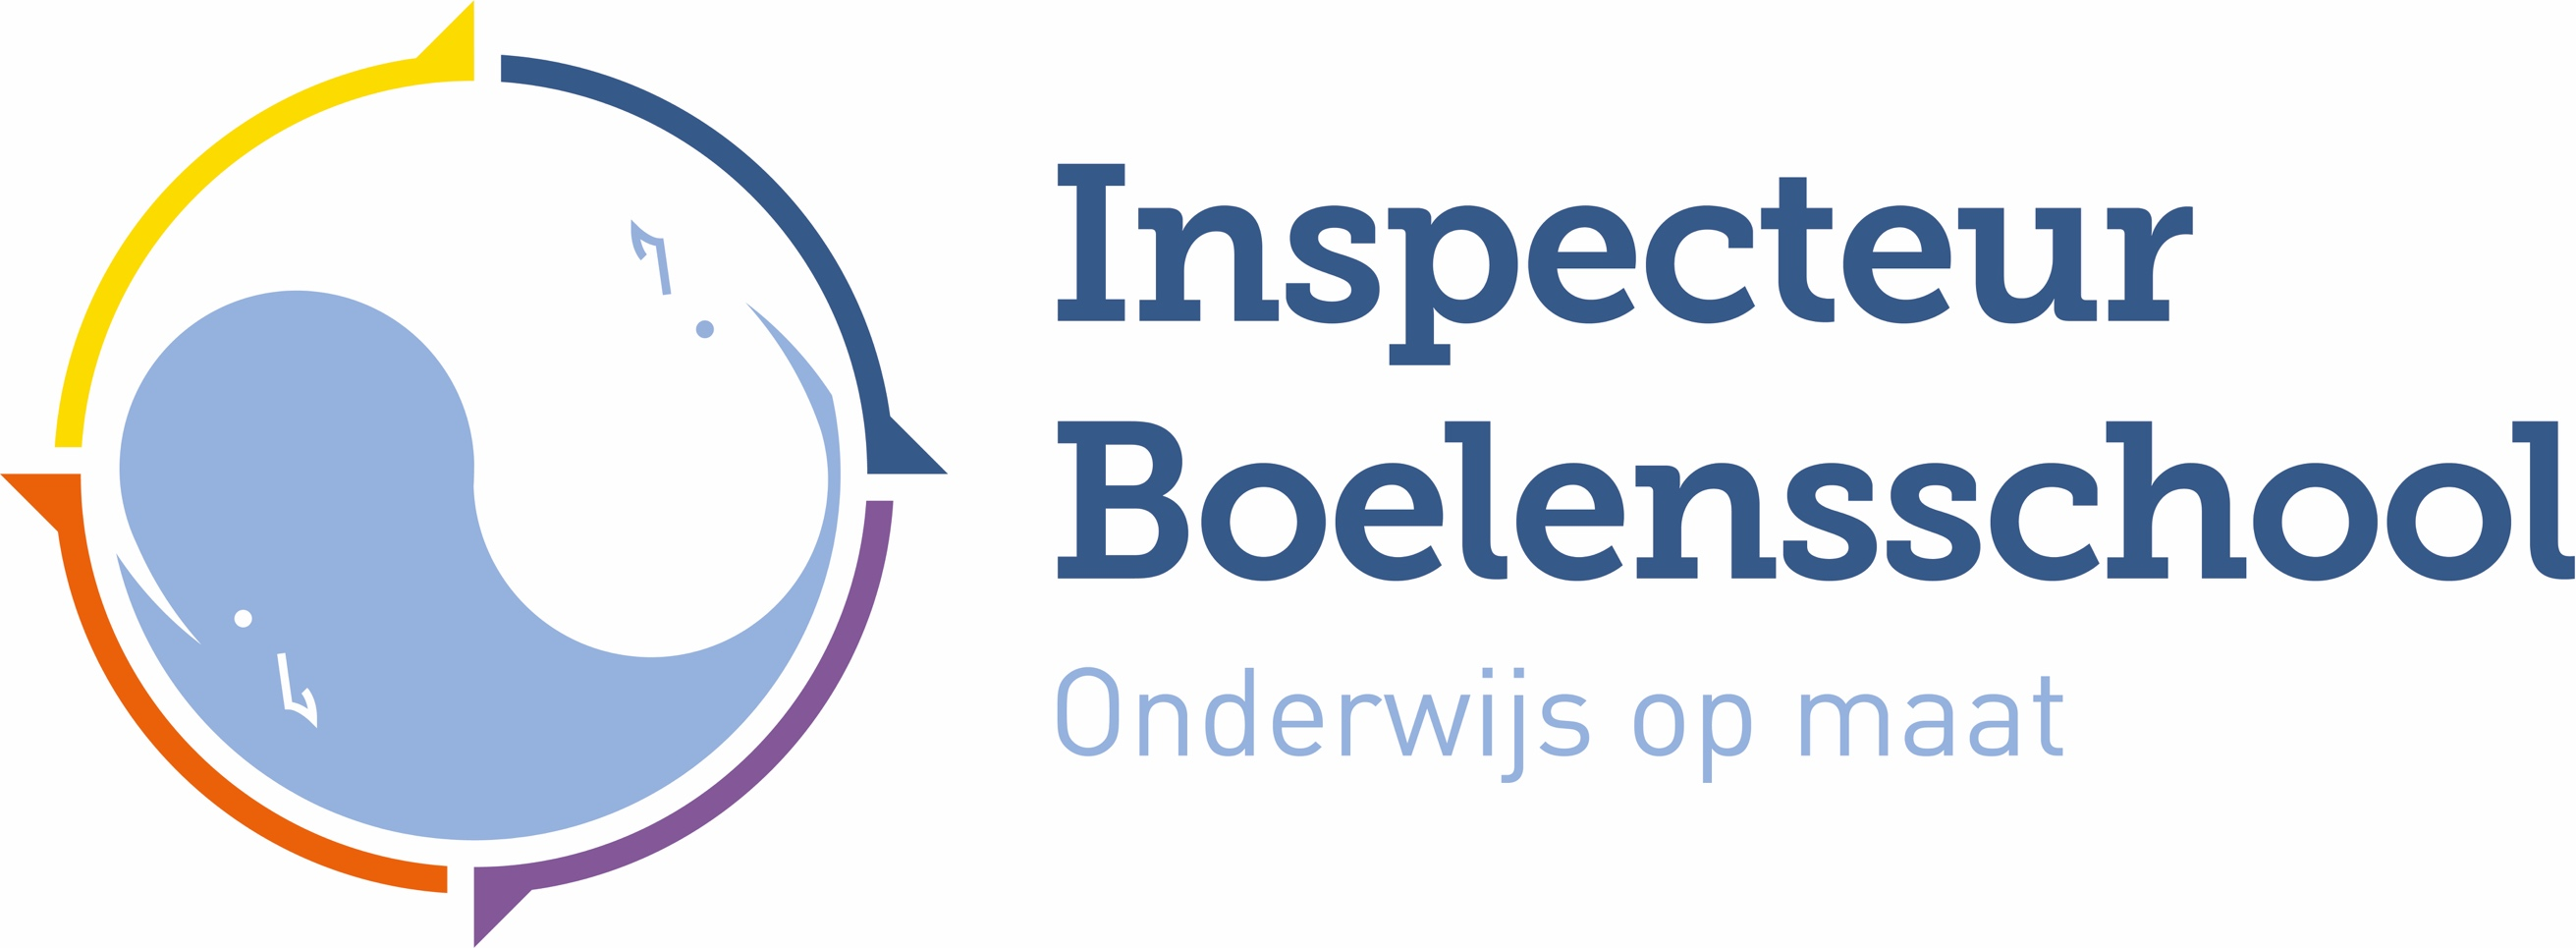 Inspecteur
Boelensschool
Onderwijs op maat